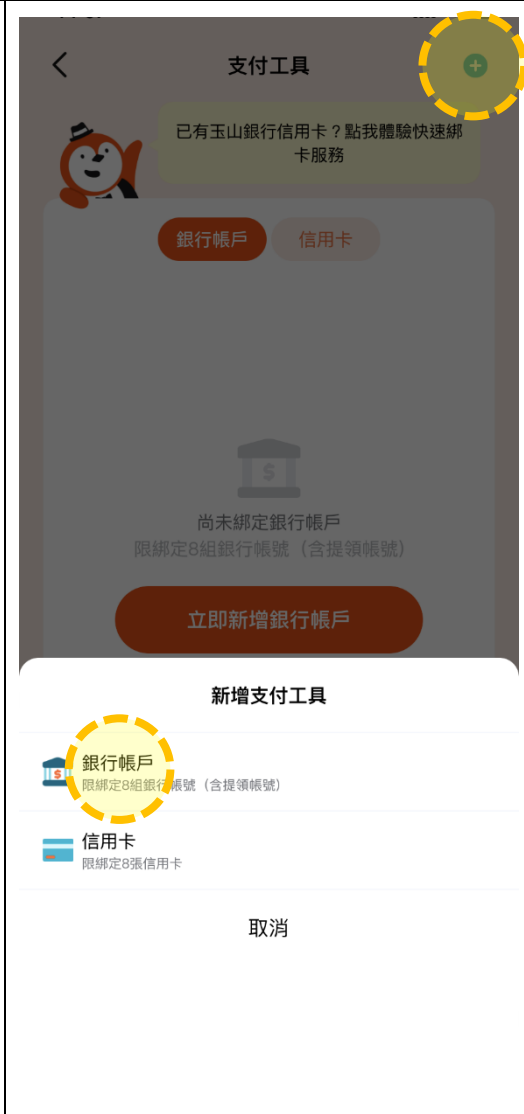 支付工具
已有玉山銀行信用卡？點我體驗快速綁
卡服務
銀行帳戶
信用卡
$
尚未綁定銀行帳戶
限綁定8組銀行帳號（含提領帳號）
立即新增銀行帳戶
新增支付工具
$
銀行帳戶
限綁定8組銀行帳號（含提領帳號）
信用卡
限綁定8張信用卡
取消